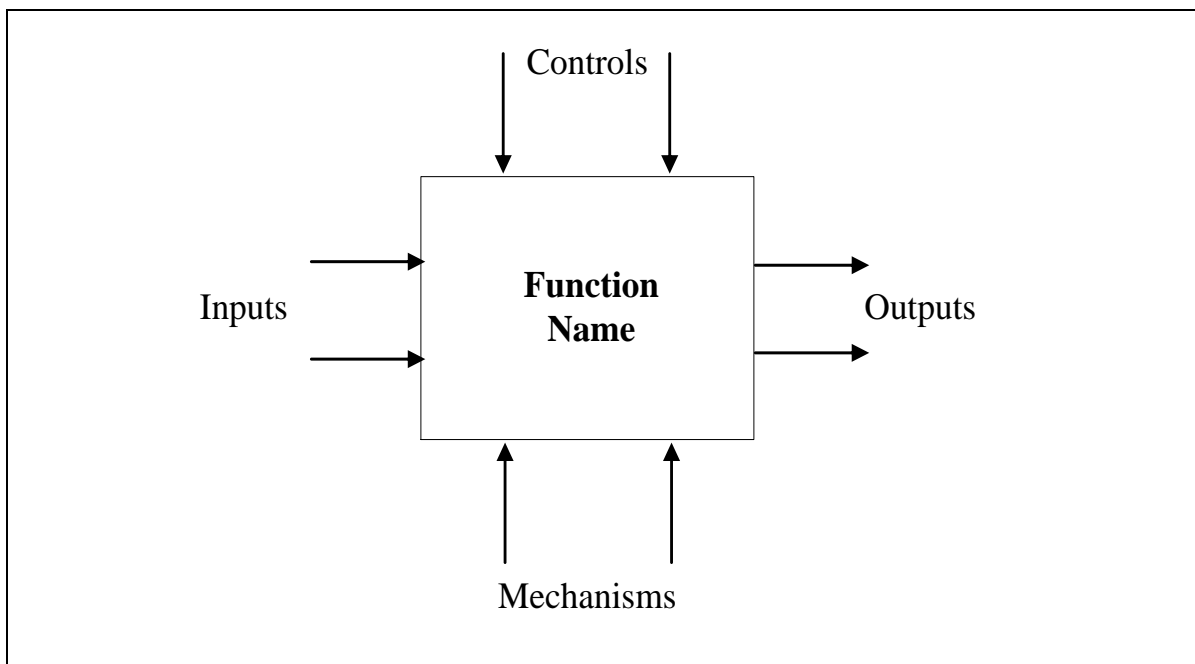 Controls
Inputs
Function
Name
Outputs
Mechanisms